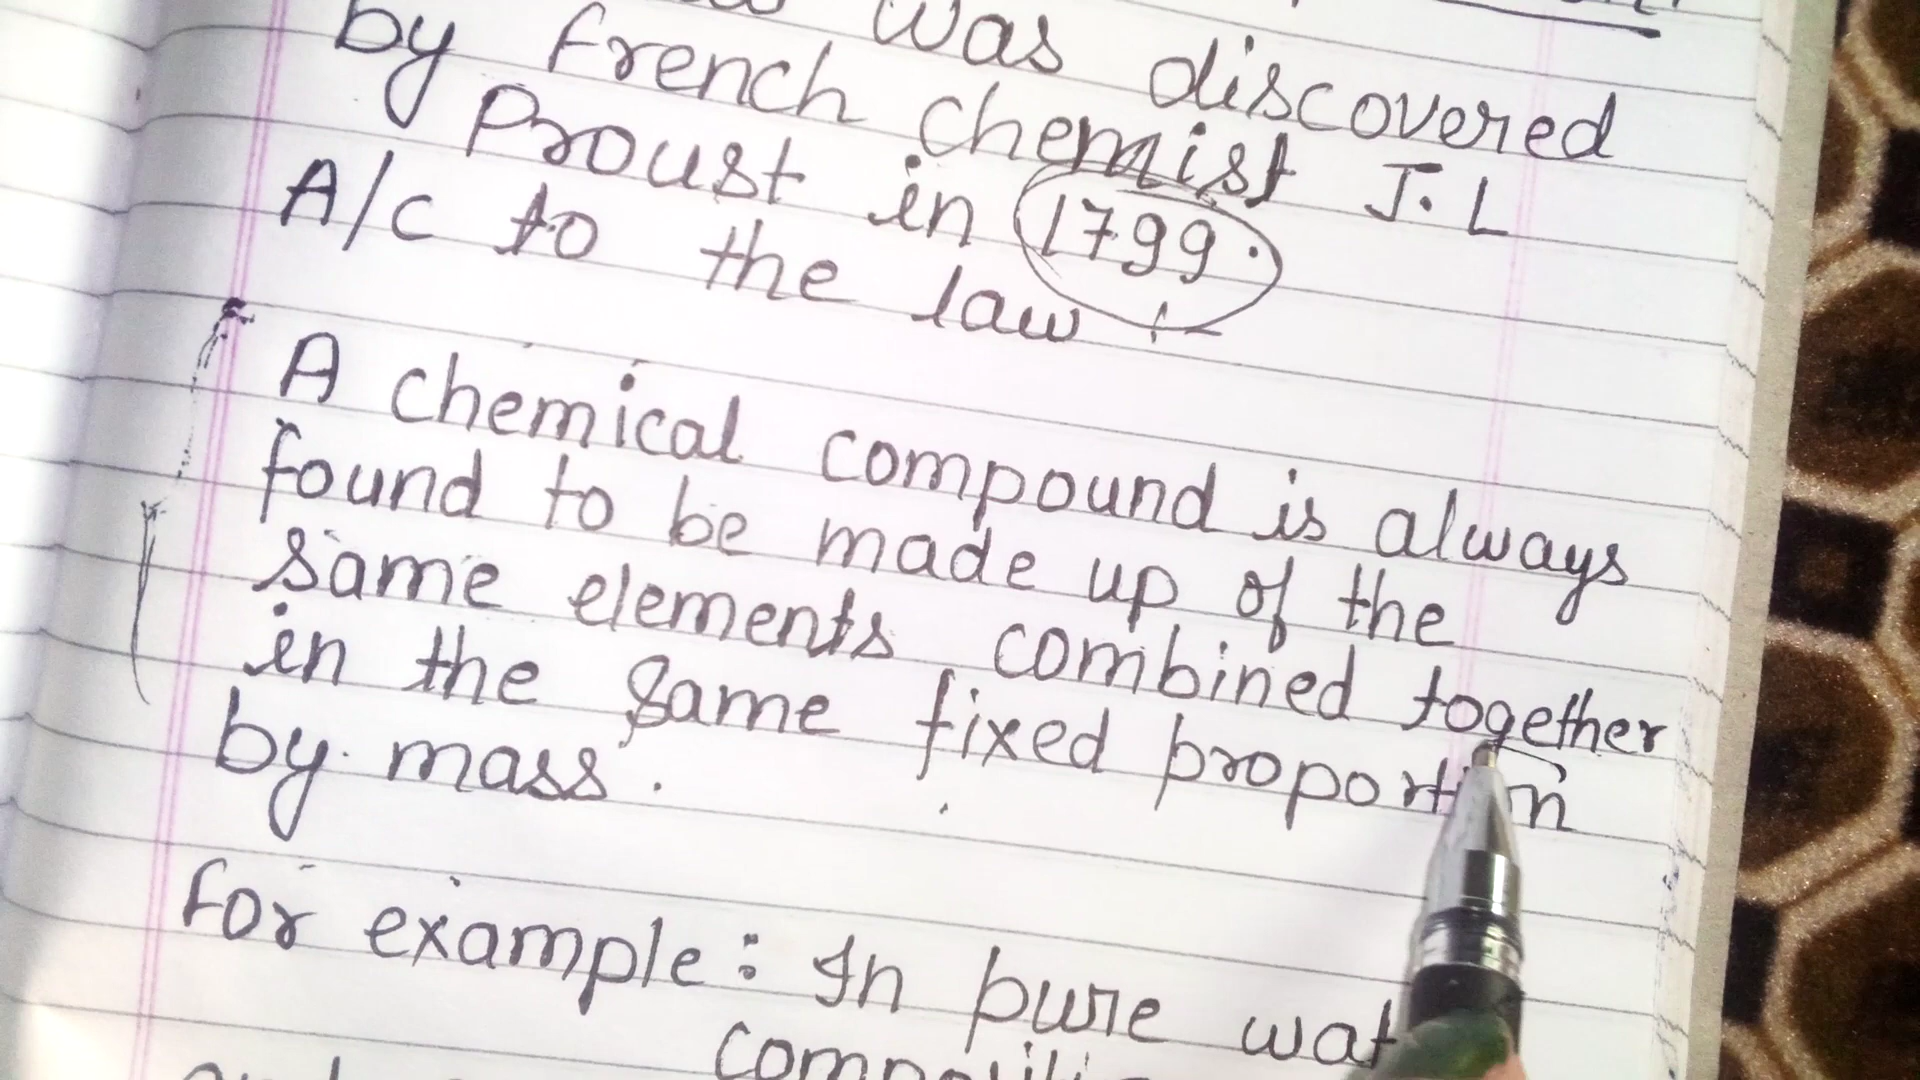 was discovered
by french chemist J. L
Proust in 1799.
A/C to the law
A chemical compound is always
found to be made up of the
same elements combined together
in the same fixed proportion
by mass.
for example: In pure wat